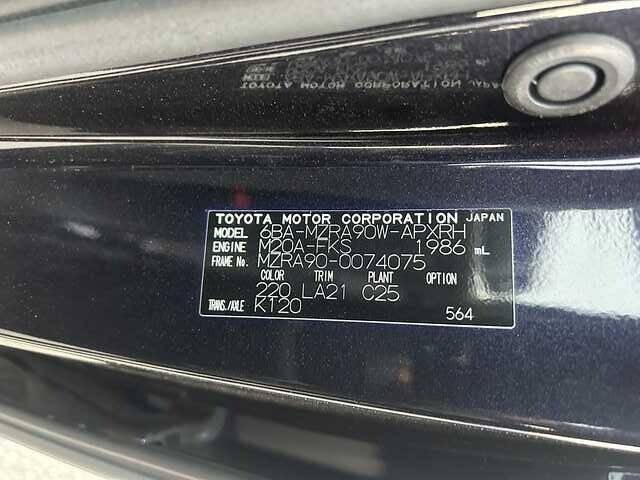 TOYOTA MOTOR CORPORATION JAPAN
MODEL 6BA-MZRA90W-APXRH
ENGINE M20A-FKS 1986 mL
FRAME No. MZRA90-0074075
COLOR TRIM PLANT OPTION
220 LA21 C25
TRANS./AXLE K120
564